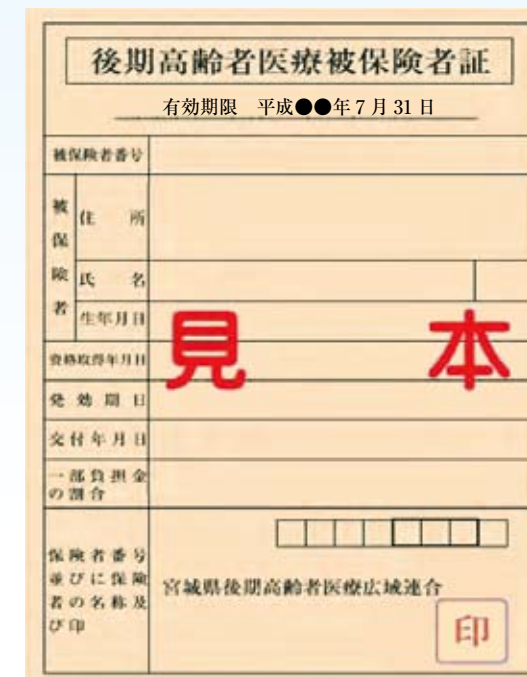 後期高齢者医療被保険者証
有効期限　平成●●年7月31日
被保険者番号
被保険者
住所
氏名
生年月日
見本
資格取得年月日
発効期日
交付年月日
一部負担金
の割合
保険者番号
並びに保険
者の名称及
び印
宮城県後期高齢者医療広域連合
印